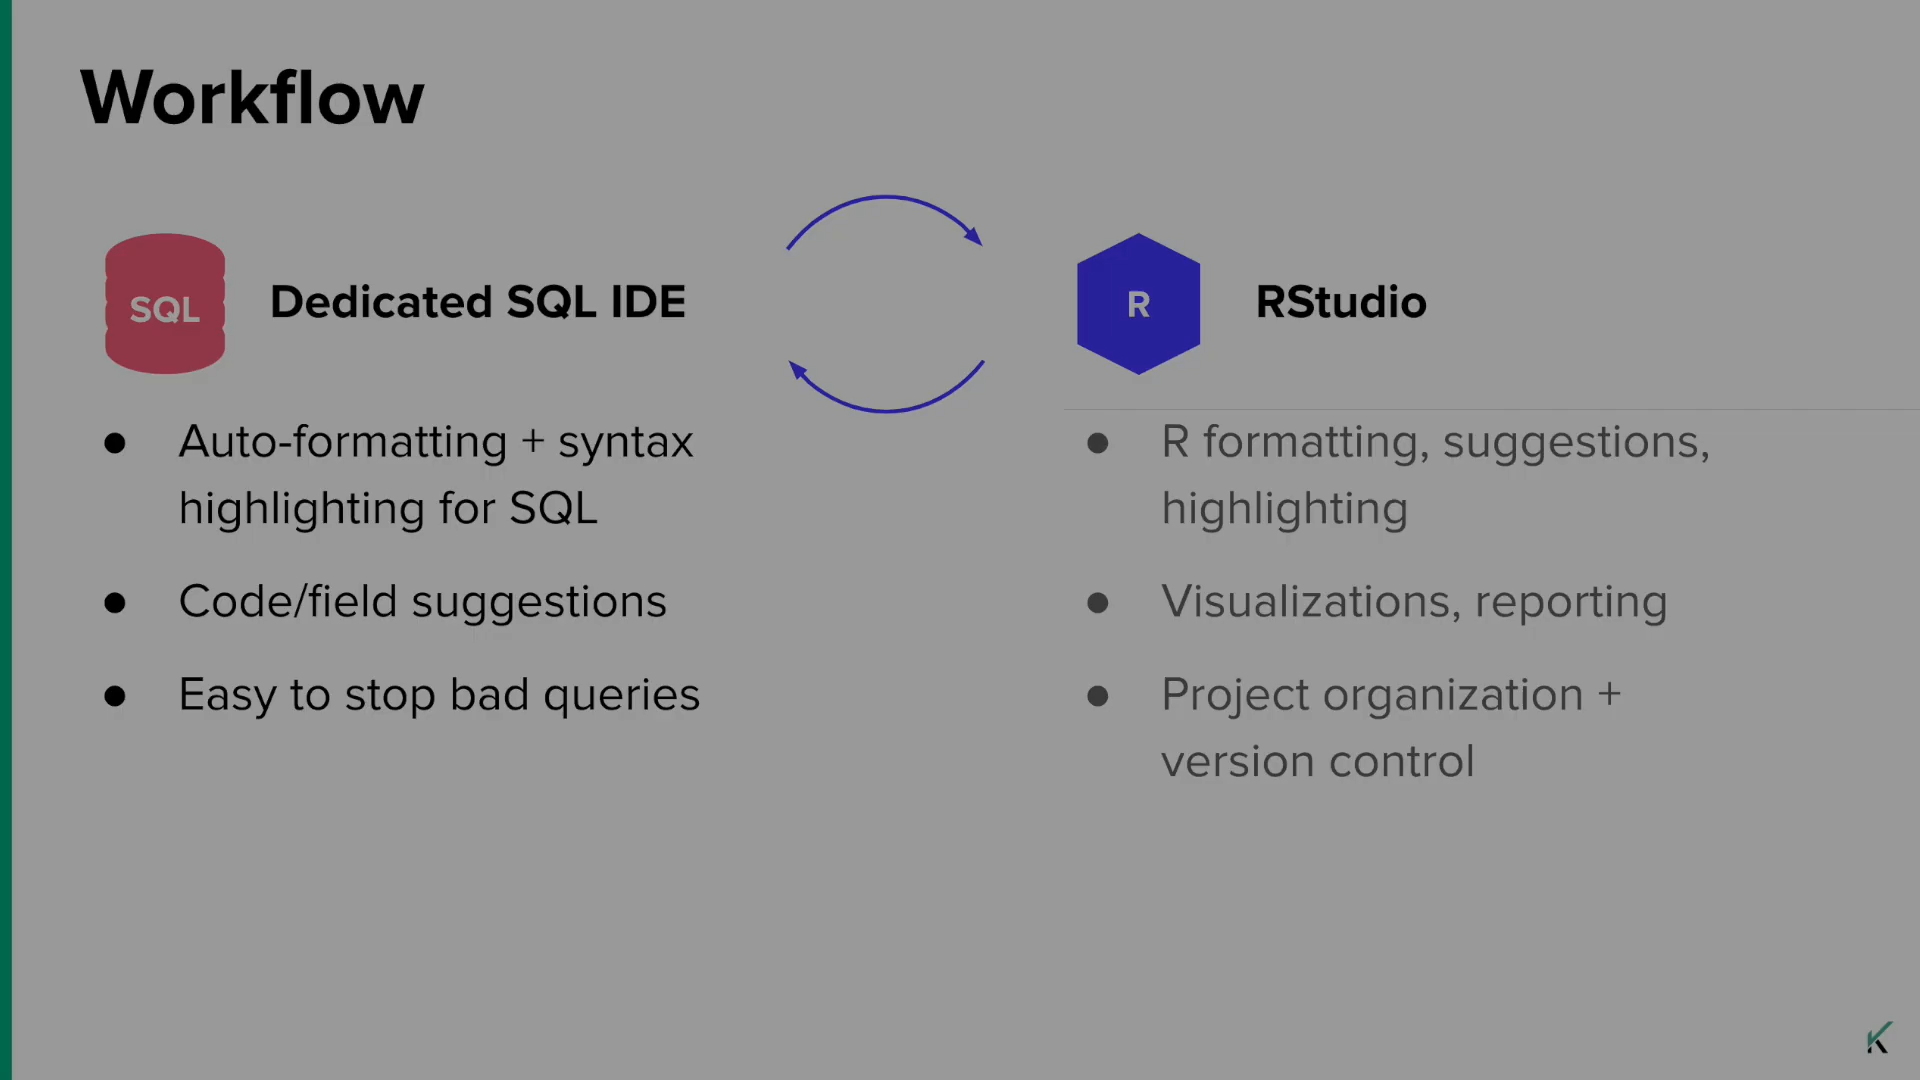 Workflow
SQL
Dedicated SQL IDE
● Auto-formatting + syntax
highlighting for SQL
● Code/field suggestions
● Easy to stop bad queries
R
RStudio
● R formatting, suggestions,
highlighting
● Visualizations, reporting
● Project organization +
version control
K